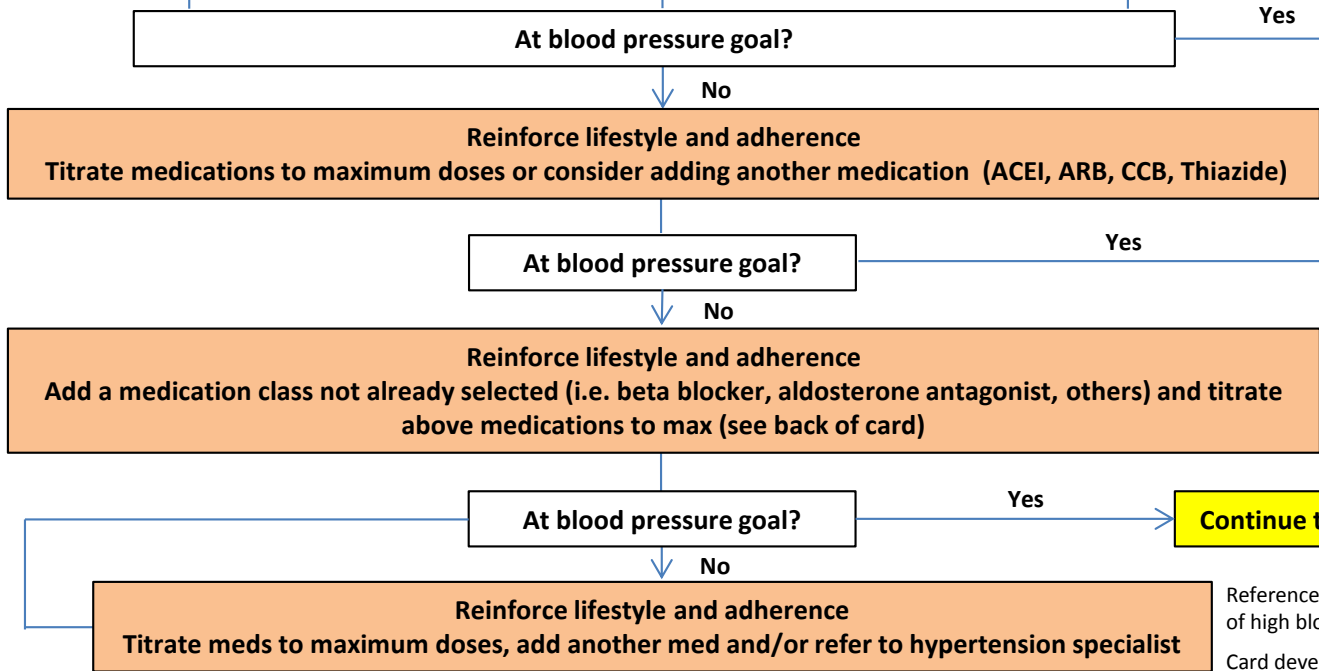 Yes
At blood pressure goal?
No
Reinforce lifestyle and adherence
Titrate medications to maximum doses or consider adding another medication (ACEI, ARB, CCB, Thiazide)
Yes
At blood pressure goal?
No
Reinforce lifestyle and adherence
Add a medication class not already selected (i.e. beta blocker, aldosterone antagonist, others) and titrate
above medications to max (see back of card)
At blood pressure goal?
Yes
Continue t
No
Reinforce lifestyle and adherence
Titrate meds to maximum doses, add another med and/or refer to hypertension specialist
Reference
of high blo
Card deve